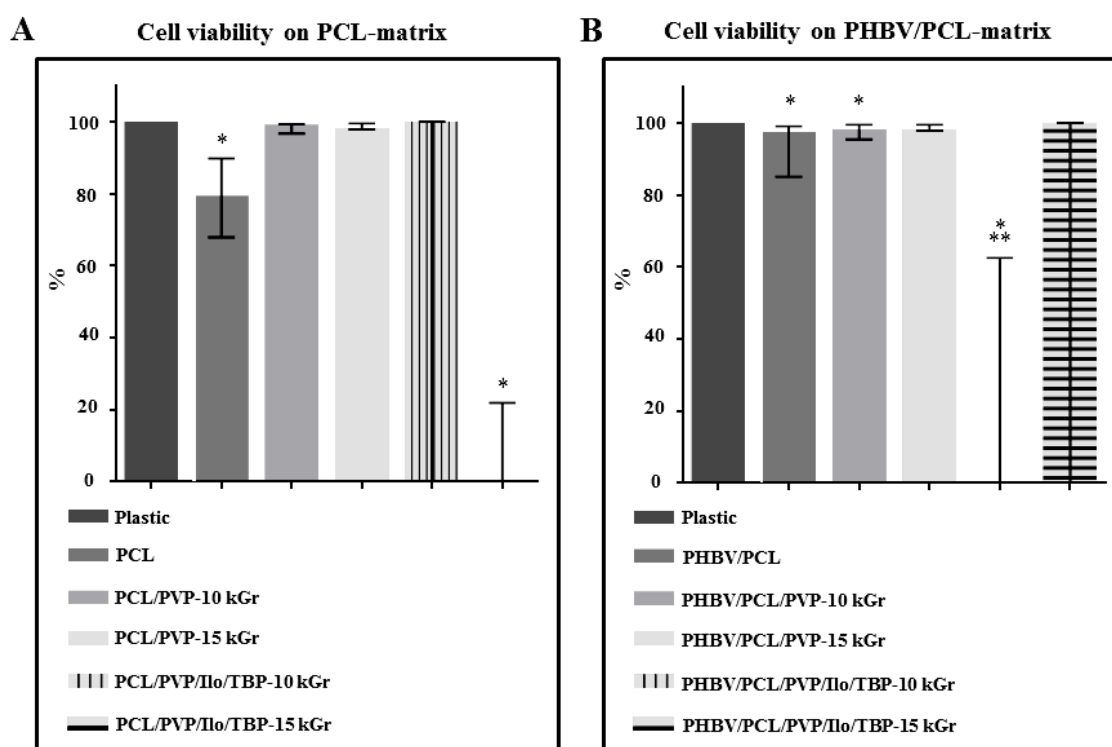 A
Cell viability on PCL-matrix
%
100
80
60
40
20
0
*
*
Plastic
PCL
PCL/PVP-10 kGr
PCL/PVP-15 kGr
PCL/PVP/Ilo/TBP-10 kGr
PCL/PVP/Ilo/TBP-15 kGr
B
Cell viability on PHBV/PCL-matrix
%
100
80
60
40
20
0
*
*
*
**
Plastic
PHBV/PCL
PHBV/PCL/PVP-10 kGr
PHBV/PCL/PVP-15 kGr
PHBV/PCL/PVP/Ilo/TBP-10 kGr
PHBV/PCL/PVP/Ilo/TBP-15 kGr